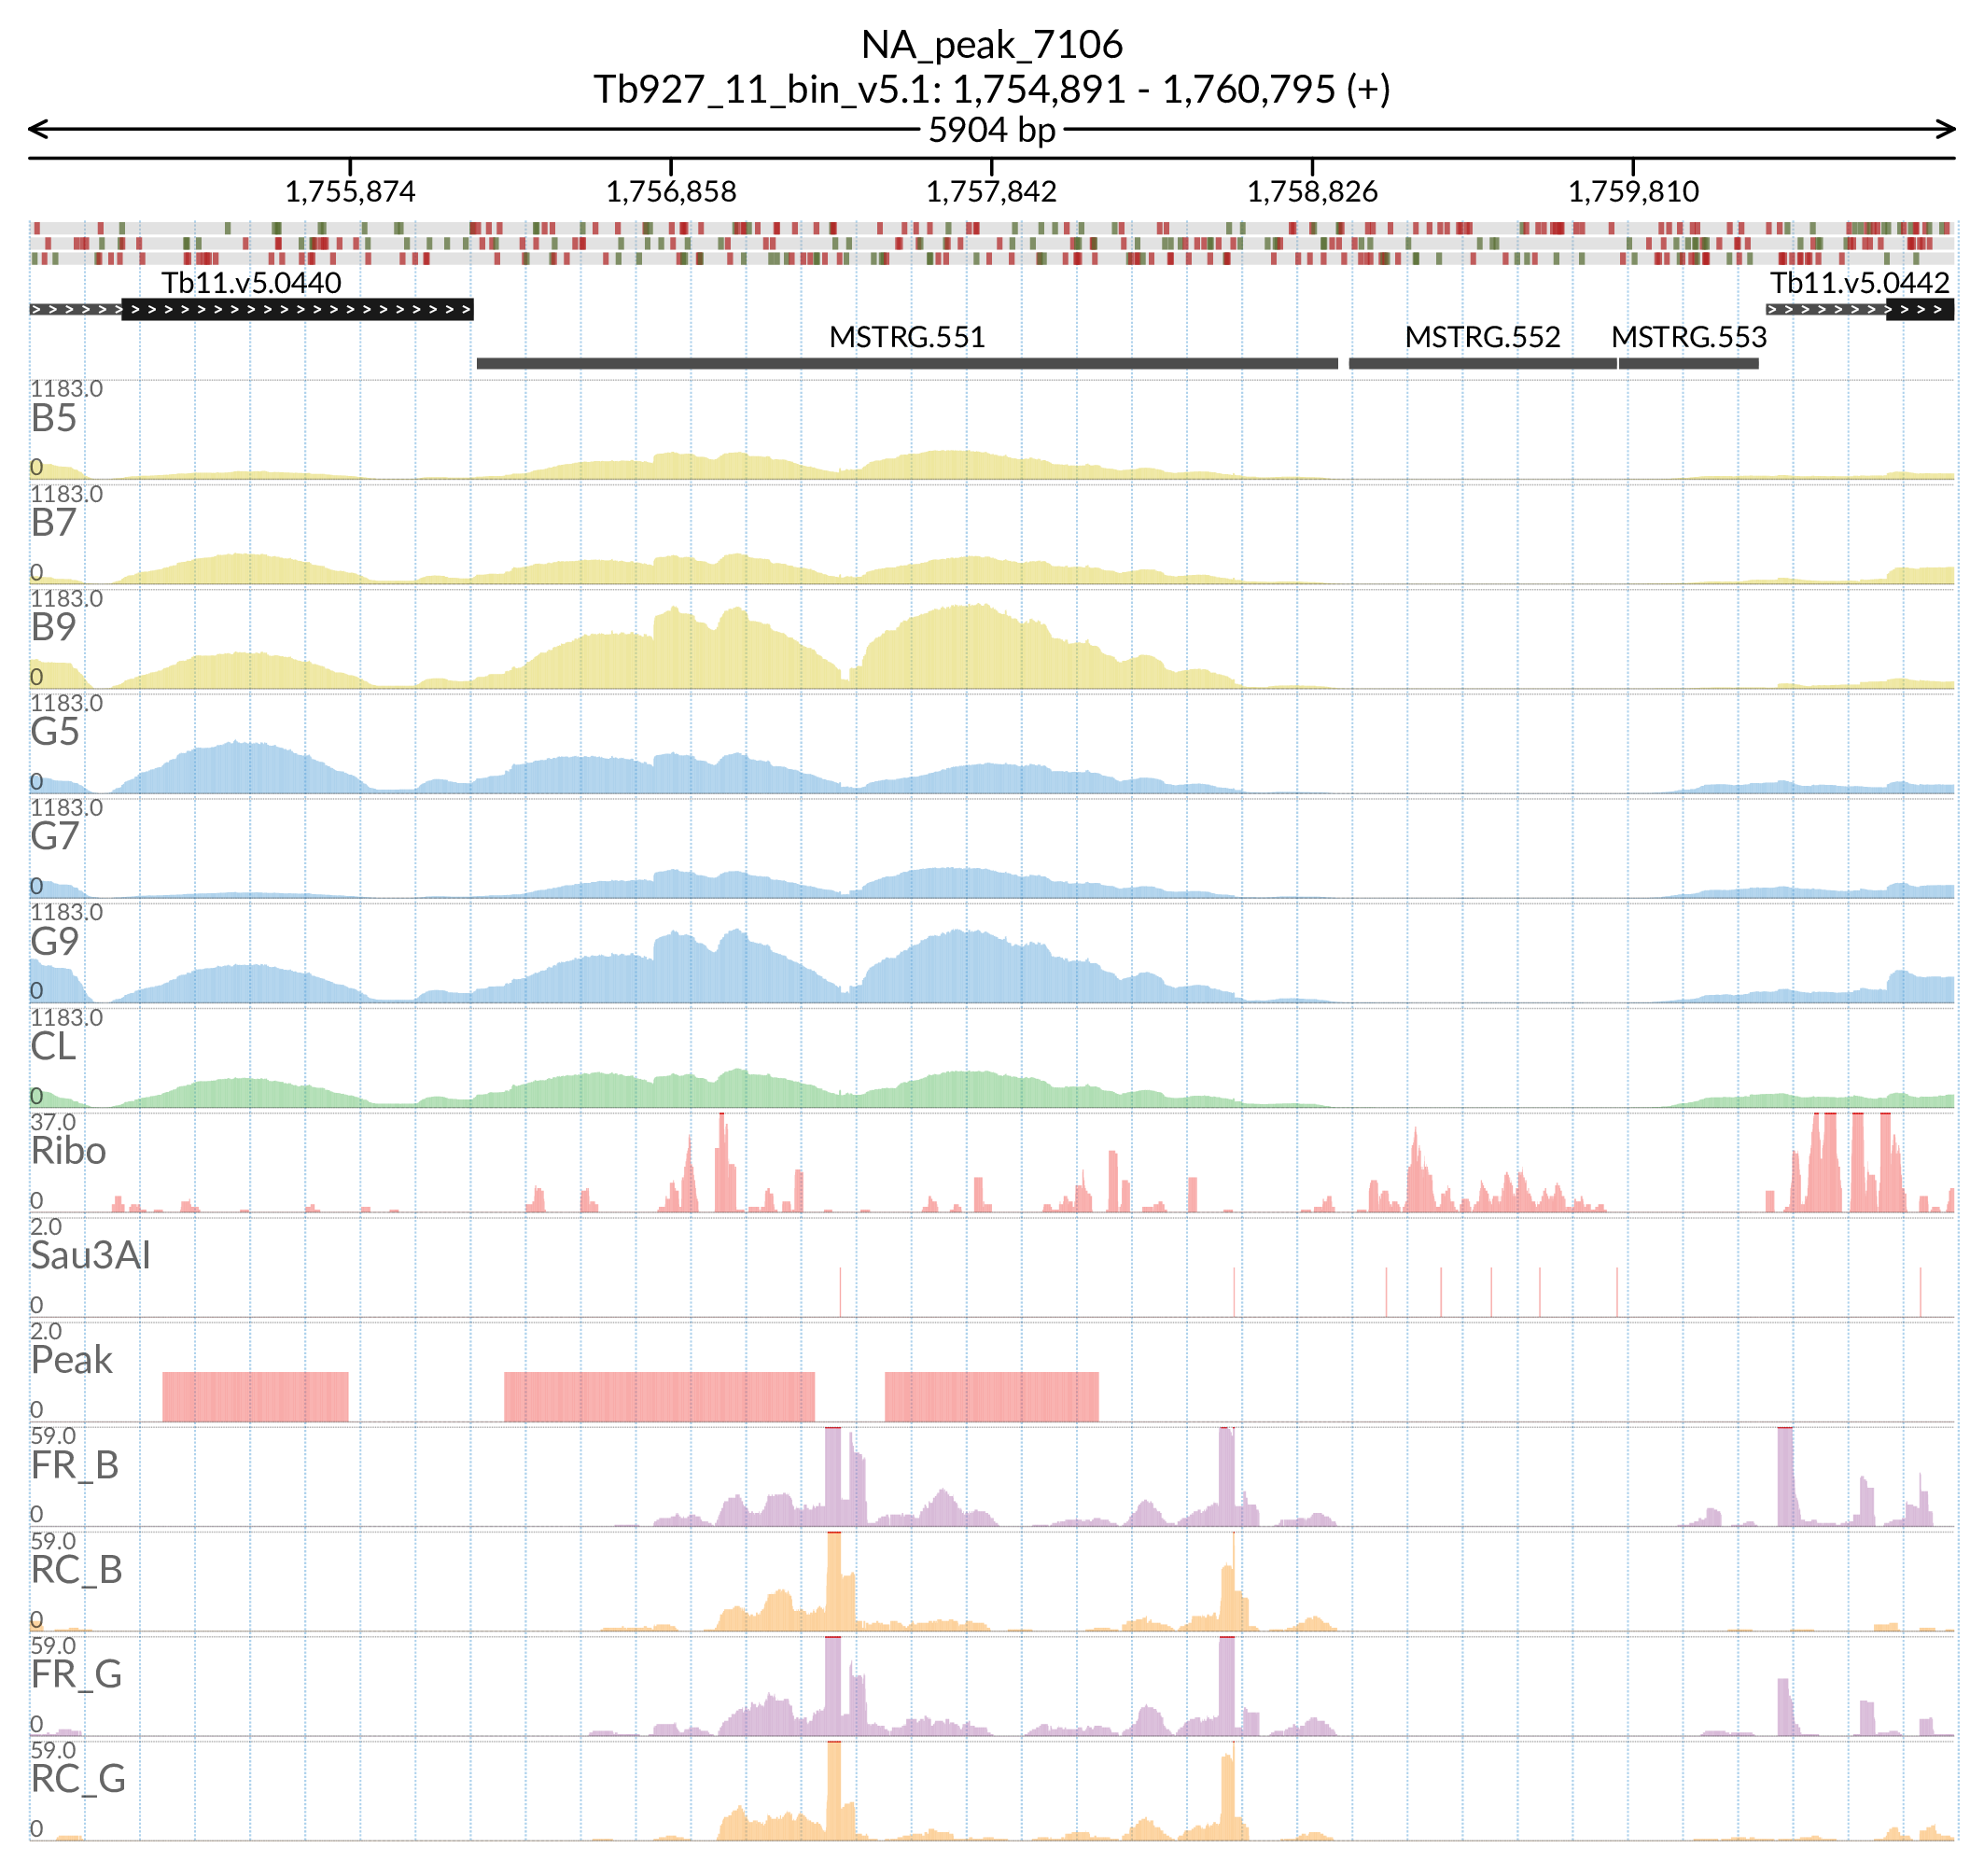 NA_peak_7106
Tb927_11_bin_v5.1: 1,754,891 - 1,760,795 (+)
5904 bp
1,755,874 1,756,858 1,757,842 1,758,826 1,759,810
Tb11.v5.0440 Tb11.v5.0442
MSTRG.551 MSTRG.552 MSTRG.553
1183.0
B5
0
1183.0
B7
0
1183.0
B9
0
1183.0
G5
0
1183.0
G7
0
1183.0
G9
0
1183.0
CL
0
37.0
Ribo
0
2.0
Sau3AI
0
2.0
Peak
0
59.0
FR_B
0
59.0
RC_B
0
59.0
FR_G
0
59.0
RC_G
0